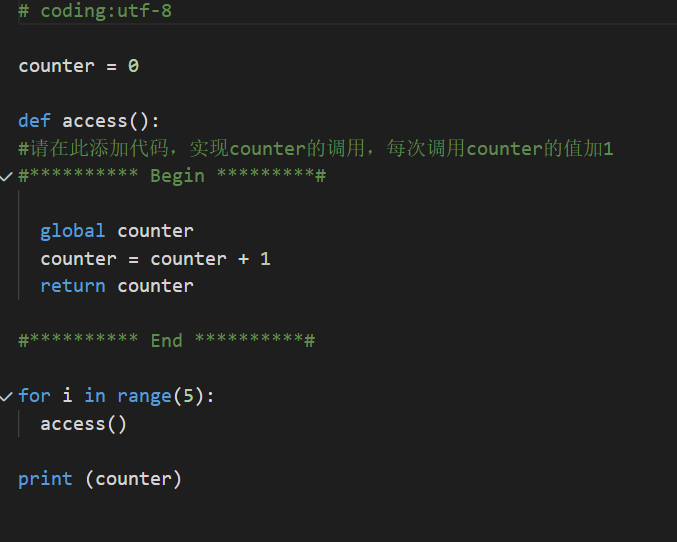 # coding:utf-8
counter = 0
def access():
#请在此添加代码，实现counter的调用，每次调用counter的值加1
#********** Begin *********#
global counter
counter = counter + 1
return counter
#********** End **********#
for i in range(5):
access()
print (counter)